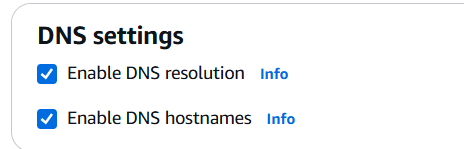 DNS settings
Enable DNS resolution Info
Enable DNS hostnames Info